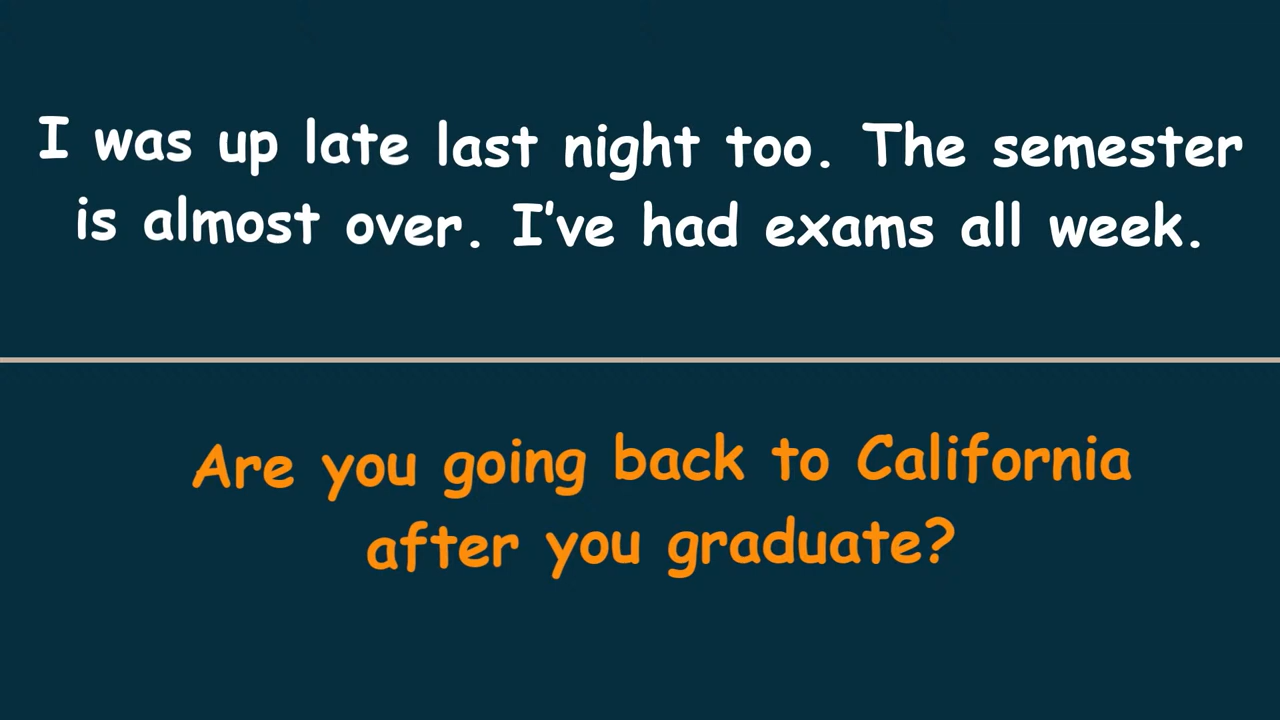 I was up late last night too. The semester
is almost over. I've had exams all week.
Are you going back to California
after you graduate?